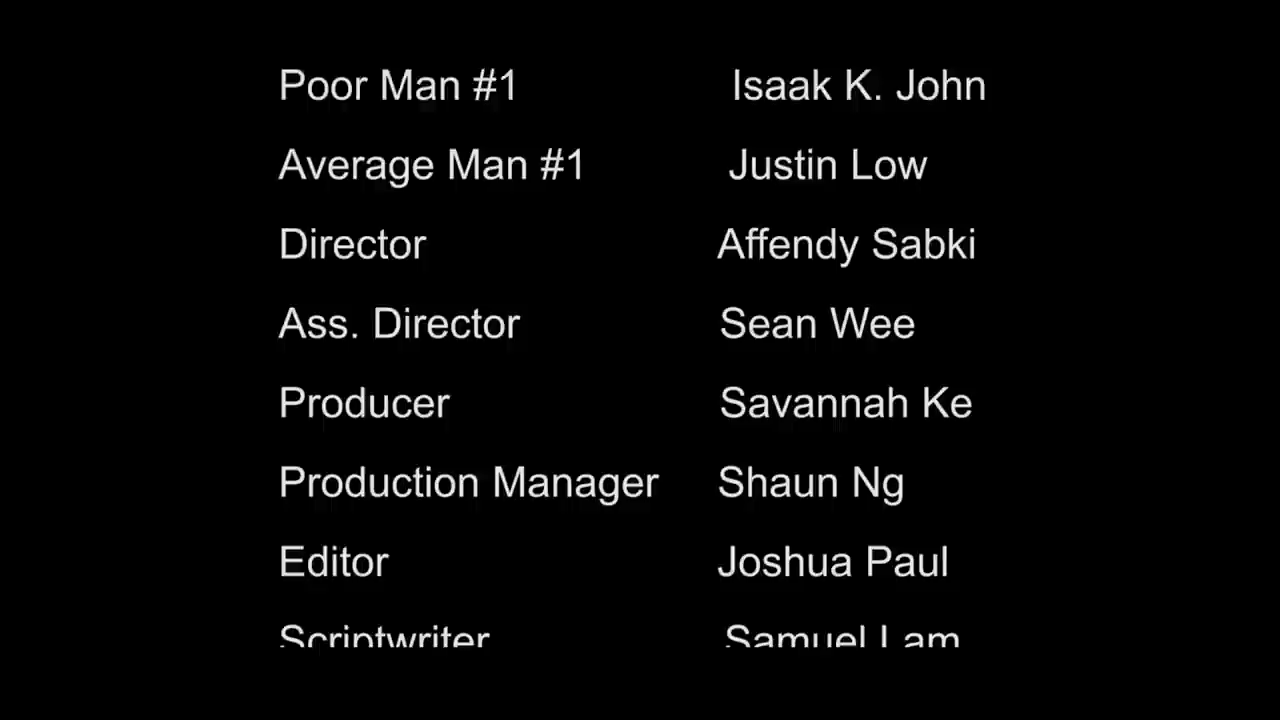 Poor Man #1 Isaak K. John
Average Man #1 Justin Low
Director Affendy Sabki
Ass. Director Sean Wee
Producer Savannah Ke
Production Manager Shaun Ng
Editor Joshua Paul
Scriptwriter Samuel Lam